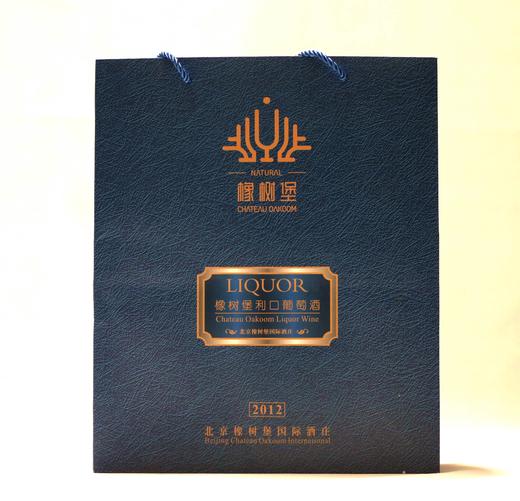 NATURAL
橡树堡
CHATEAU OAKOOM
LIQUOR
橡树堡利口葡萄酒
Chateau Oakoom Liquor Wine
北京橡树堡国际酒庄
2012
北京橡树堡国际酒庄
Beijing Chateau Oakoom International